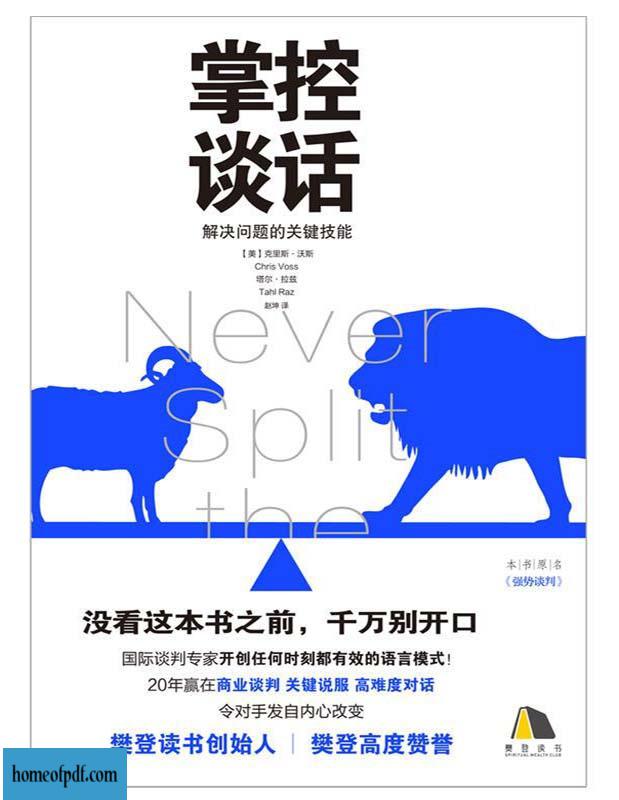 掌控
谈话
解决问题的关键技能
【美】克里斯·沃斯
Chris Voss
塔尔·拉兹
Tahl Raz
赵坤 译
Never
Split
the
本|书|原|名
《强势谈判》
没看这本书之前，千万别开口
国际谈判专家开创任何时刻都有效的语言模式！
20年赢在商业谈判 关键说服 高难度对话
令对手发自内心改变
樊登读书创始人｜樊登高度赞誉
樊登读书
SPIRITUAL WEALTH CLUB
homeofpdf.com